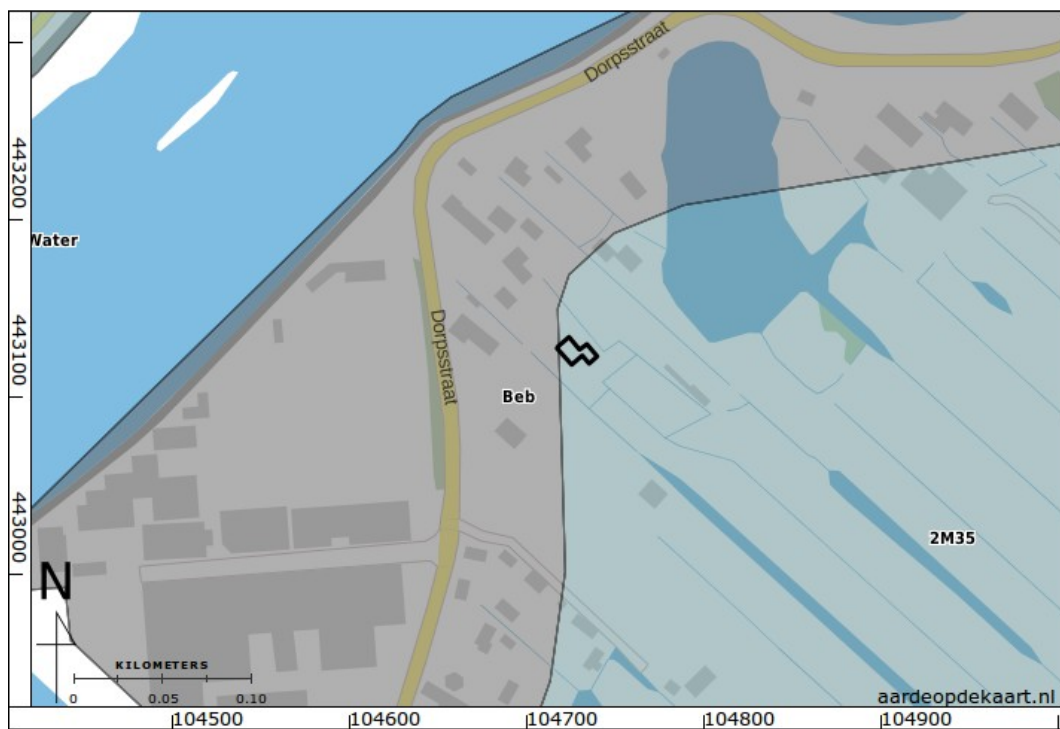 Dorpsstraat
443200
Water
Dorpsstraat
443100
Beb
443000
2M35
N
KILOMETERS
0 0.05 0.10
aardeopdekaart.nl
104500 104600 104700 104800 104900